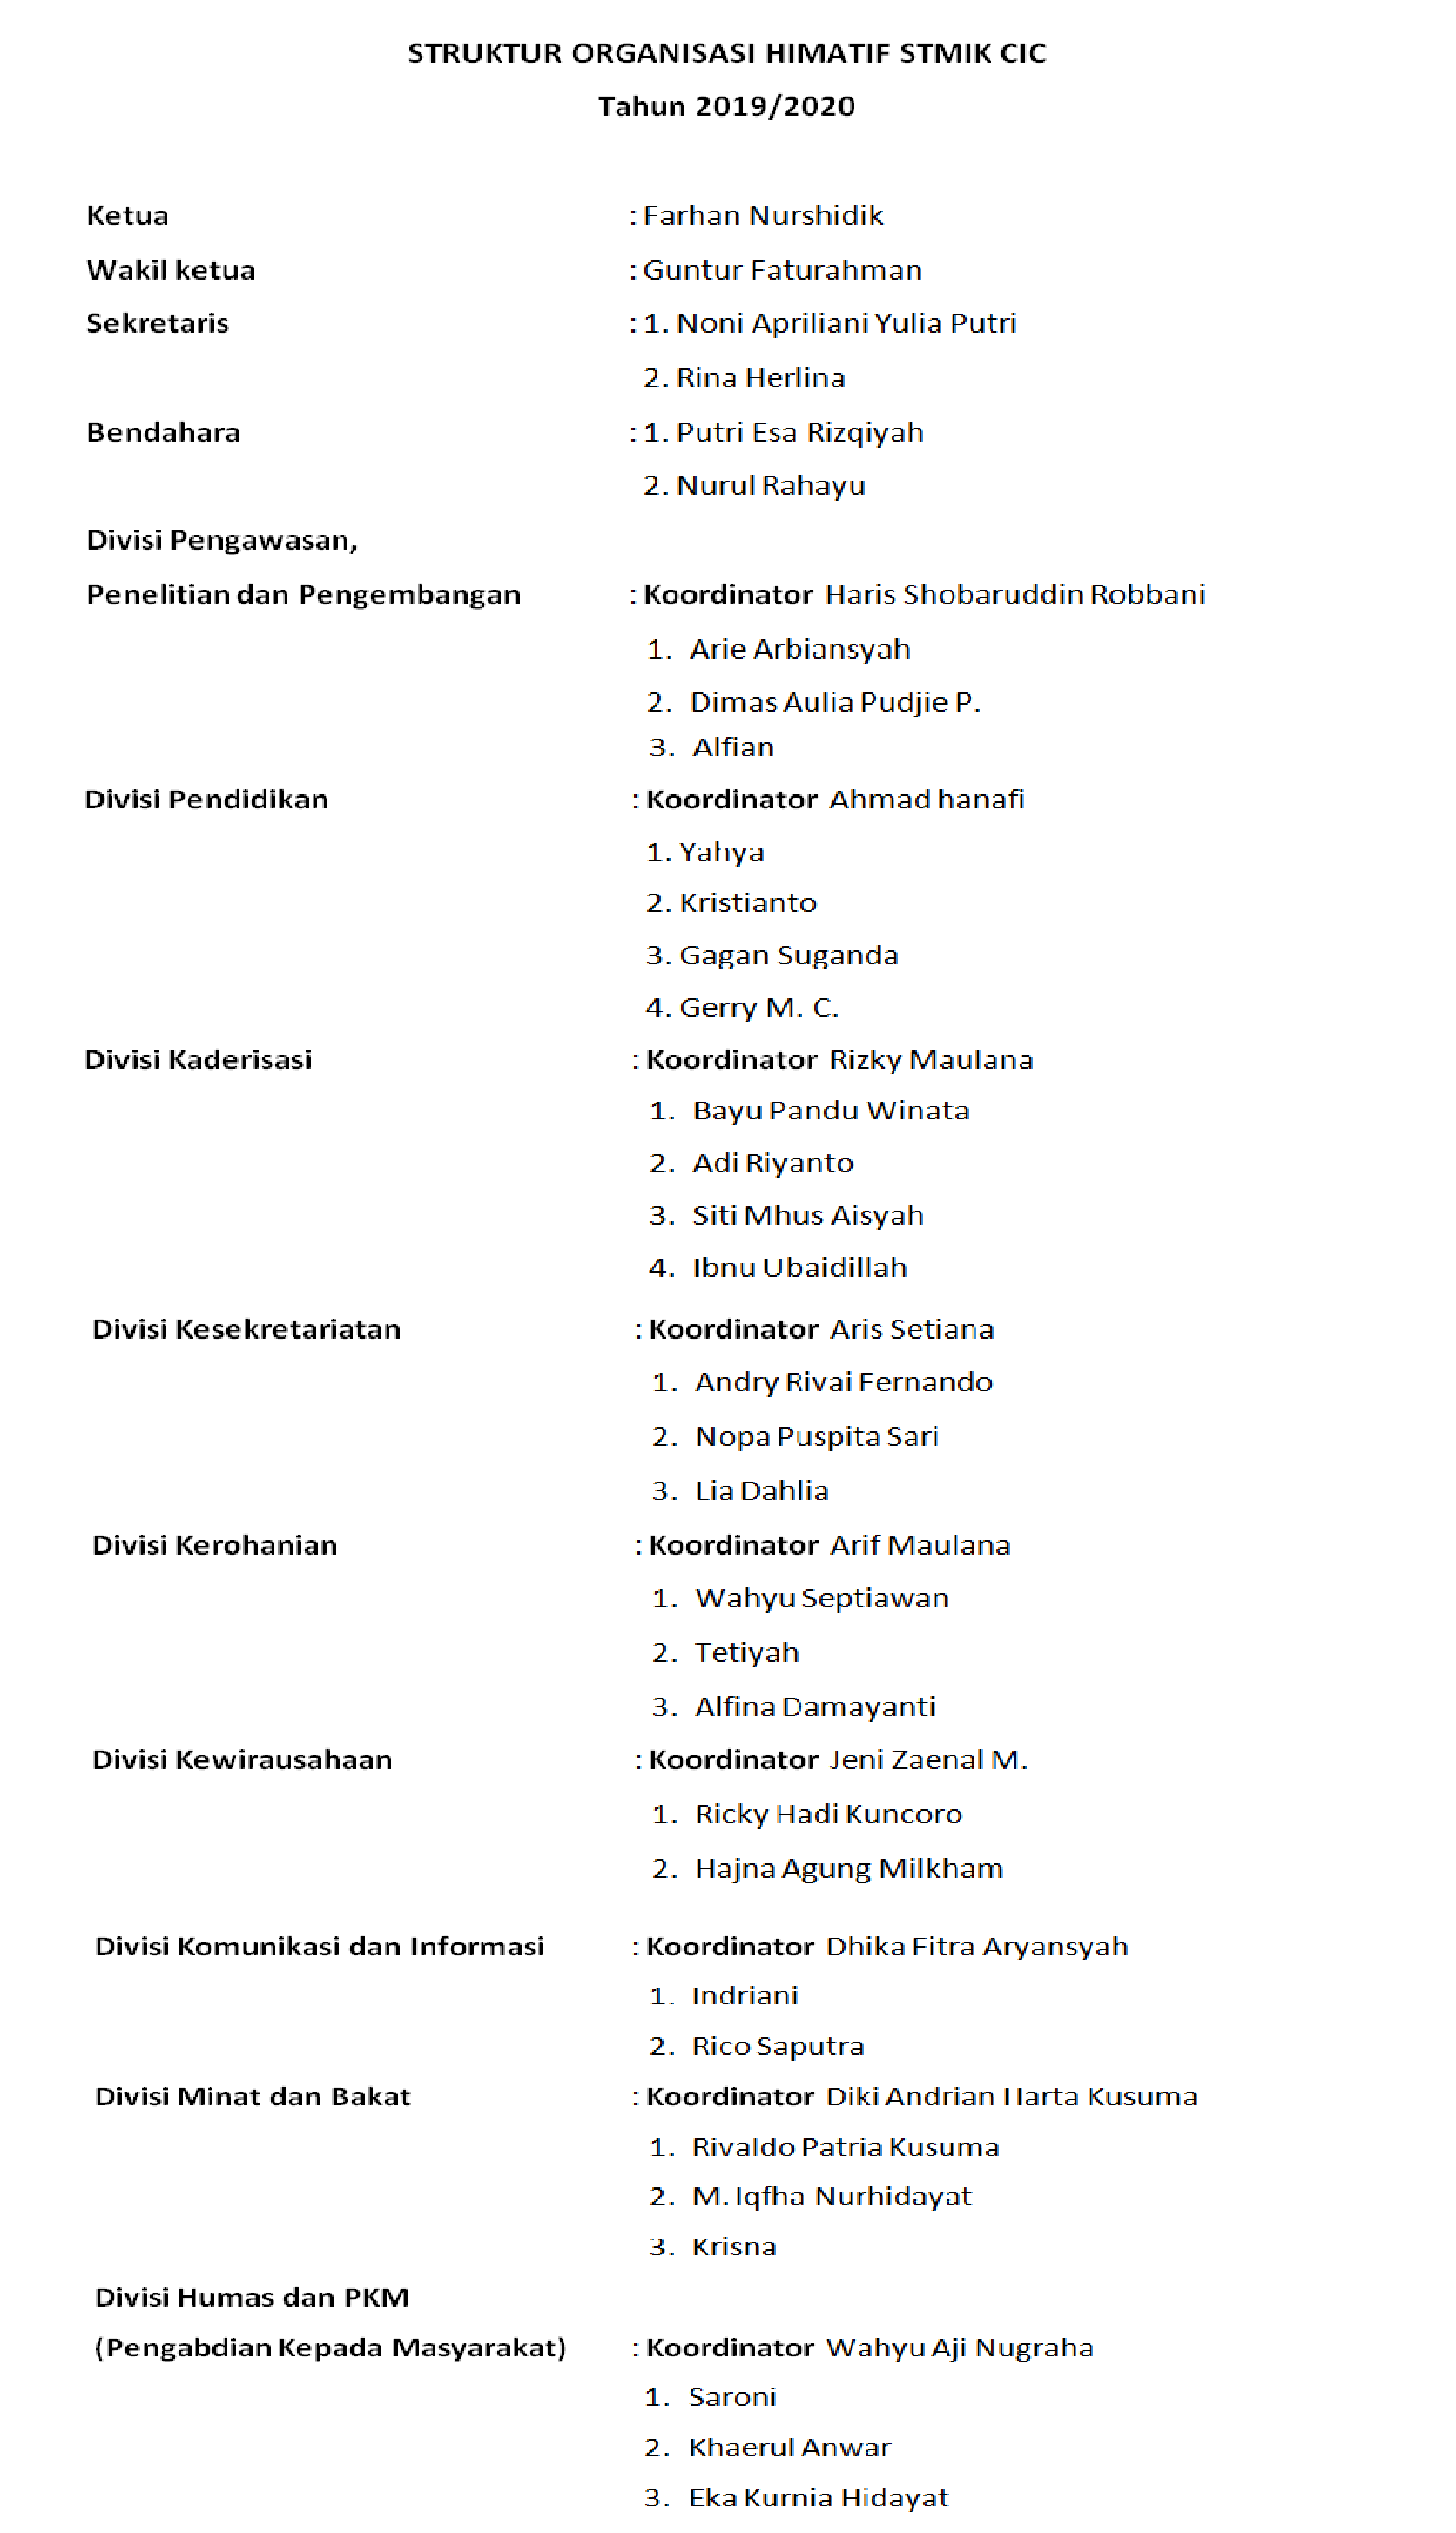 STRUKTUR ORGANISASI HIMATIF STMIK CIC
Tahun 2019/2020
Ketua : Farhan Nurshidik
Wakil ketua : Guntur Faturahman
Sekretaris : 1. Noni Apriliani Yulia Putri
2. Rina Herlina
Bendahara : 1. Putri Esa Rizqiyah
2. Nurul Rahayu
Divisi Pengawasan,
Penelitian dan Pengembangan : Koordinator Haris Shobaruddin Robbani
1. Arie Arbiansyah
2. Dimas Aulia Pudjie P.
3. Alfian
Divisi Pendidikan : Koordinator Ahmad hanafi
1. Yahya
2. Kristianto
3. Gagan Suganda
4. Gerry M. C.
Divisi Kaderisasi : Koordinator Rizky Maulana
1. Bayu Pandu Winata
2. Adi Riyanto
3. Siti Mhus Aisyah
4. Ibnu Ubaidillah
Divisi Kesekretariatan : Koordinator Aris Setiana
1. Andry Rivai Fernando
2. Nopa Puspita Sari
3. Lia Dahlia
Divisi Kerohanian : Koordinator Arif Maulana
1. Wahyu Septiawan
2. Tetiyah
3. Alfina Damayanti
Divisi Kewirausahaan : Koordinator Jeni Zaenal M.
1. Ricky Hadi Kuncoro
2. Hajna Agung Milkham
Divisi Komunikasi dan Informasi : Koordinator Dhika Fitra Aryansyah
1. Indriani
2. Rico Saputra
Divisi Minat dan Bakat : Koordinator Diki Andrian Harta Kusuma
1. Rivaldo Patria Kusuma
2. M. Iqfha Nurhidayat
3. Krisna
Divisi Humas dan PKM
(Pengabdian Kepada Masyarakat) : Koordinator Wahyu Aji Nugraha
1. Saroni
2. Khaerul Anwar
3. Eka Kurnia Hidayat